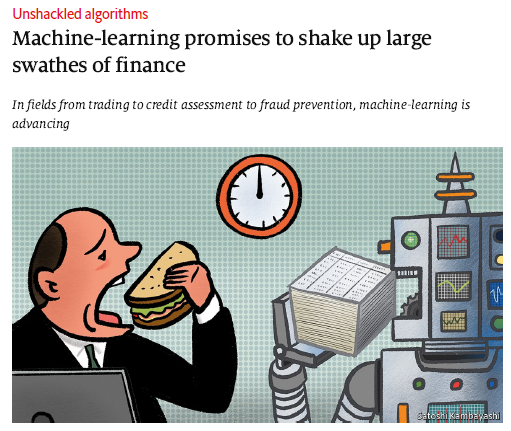 Unshackled algorithms
Machine-learning promises to shake up large
swathes of finance
In fields from trading to credit assessment to fraud prevention, machine-learning is
advancing
Satoshi Kambayashi